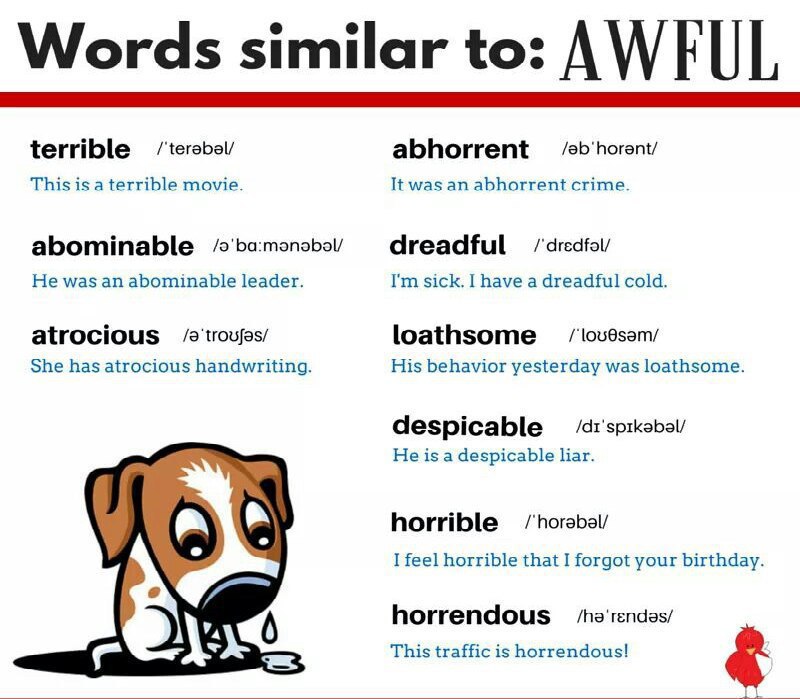 Words similar to: AWFUL
terrible /ˈterəbəl/
This is a terrible movie.
abominable /əˈbɑːmənəbəl/
He was an abominable leader.
atrocious /əˈtroʊʃəs/
She has atrocious handwriting.
abhorrent /əbˈhorənt/
It was an abhorrent crime.
dreadful /ˈdrɛdfəl/
I'm sick. I have a dreadful cold.
loathsome /ˈloʊθsəm/
His behavior yesterday was loathsome.
despicable /dɪˈspɪkəbəl/
He is a despicable liar.
horrible /ˈhorəbəl/
I feel horrible that I forgot your birthday.
horrendous /həˈrɛndəs/
This traffic is horrendous!